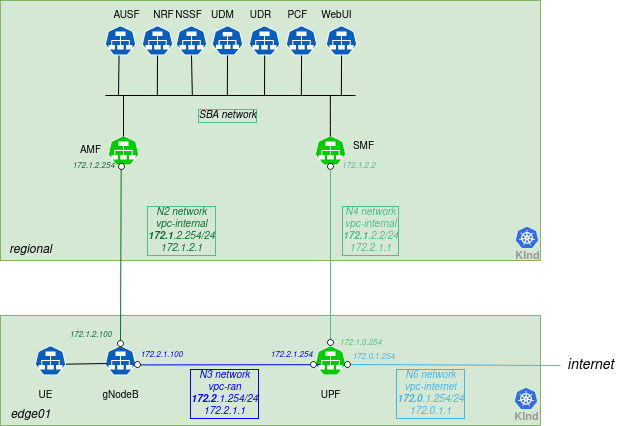 AUSF NRF NSSF UDM UDR PCF WebUI
SBA network
AMF
SMF
172.1.2.254
172.1.2.2
N2 network
vpc-internal
172.1.2.254/24
172.1.2.1
N4 network
vpc-internal
172.1.2.2/24
172.2.1.1
regional
KInd
172.1.2.100
172.1.0.254
172.2.1.100
172.2.1.254
172.0.1.254
internet
N3 network
vpc-ran
172.2.1.254/24
172.2.1.1
N6 network
vpc-internet
172.0.1.254/24
172.0.1.1
UE
gNodeB
UPF
edge01
KInd